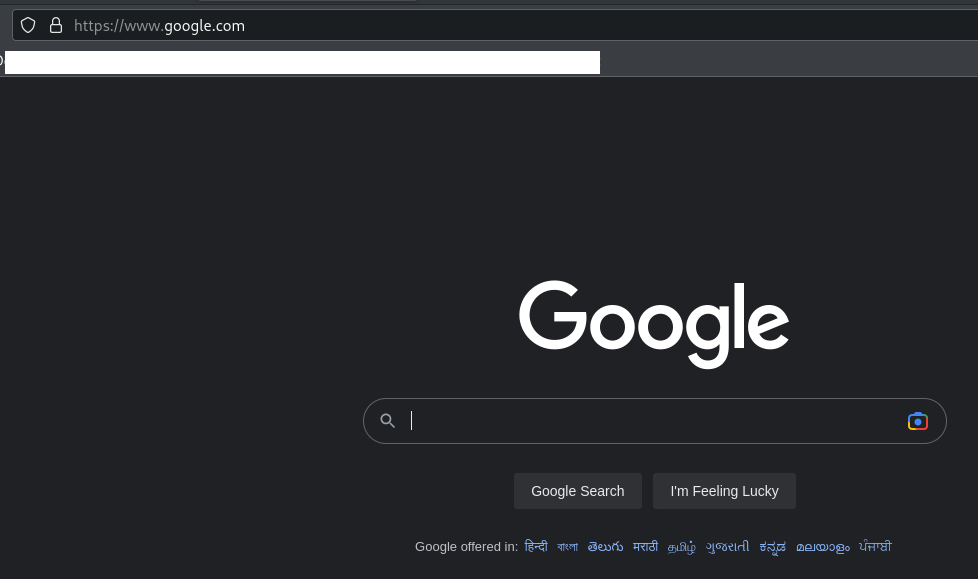 https://www.google.com
Google
Google Search I'm Feeling Lucky
Google offered in: हिन्दी বাংলা తెలుగు मराठी தமிழ் ગુજરાતી ಕನ್ನಡ മലയാളം ਪੰਜਾਬੀ